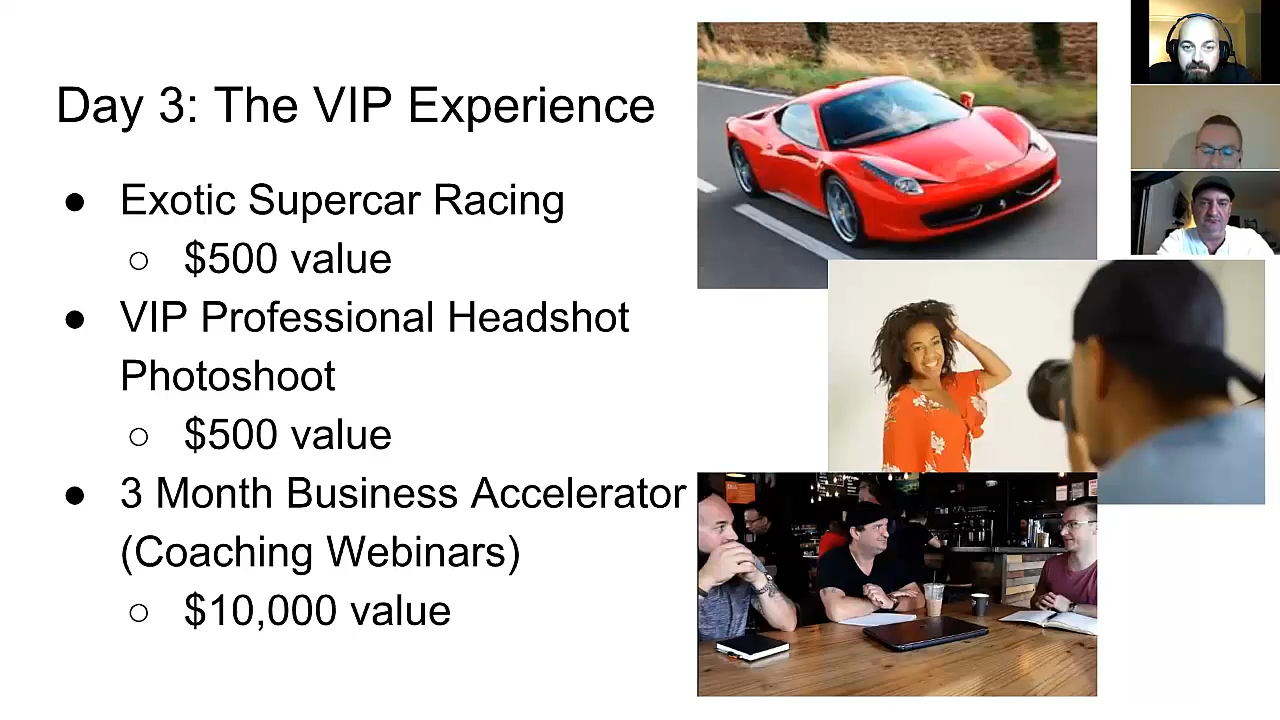 Day 3: The VIP Experience
● Exotic Supercar Racing
○ $500 value
● VIP Professional Headshot
Photoshoot
○ $500 value
● 3 Month Business Accelerator
(Coaching Webinars)
○ $10,000 value